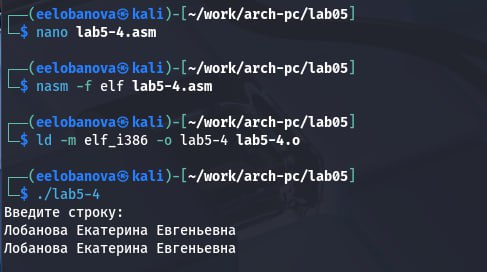 ┌──(eelobanova㉿kali)-[~/work/arch-pc/lab05]
└─$ nano lab5-4.asm
┌──(eelobanova㉿kali)-[~/work/arch-pc/lab05]
└─$ nasm -f elf lab5-4.asm
┌──(eelobanova㉿kali)-[~/work/arch-pc/lab05]
└─$ ld -m elf_i386 -o lab5-4 lab5-4.o
┌──(eelobanova㉿kali)-[~/work/arch-pc/lab05]
└─$ ./lab5-4
Введите строку:
Лобанова Екатерина Евгеньевна
Лобанова Екатерина Евгеньевна